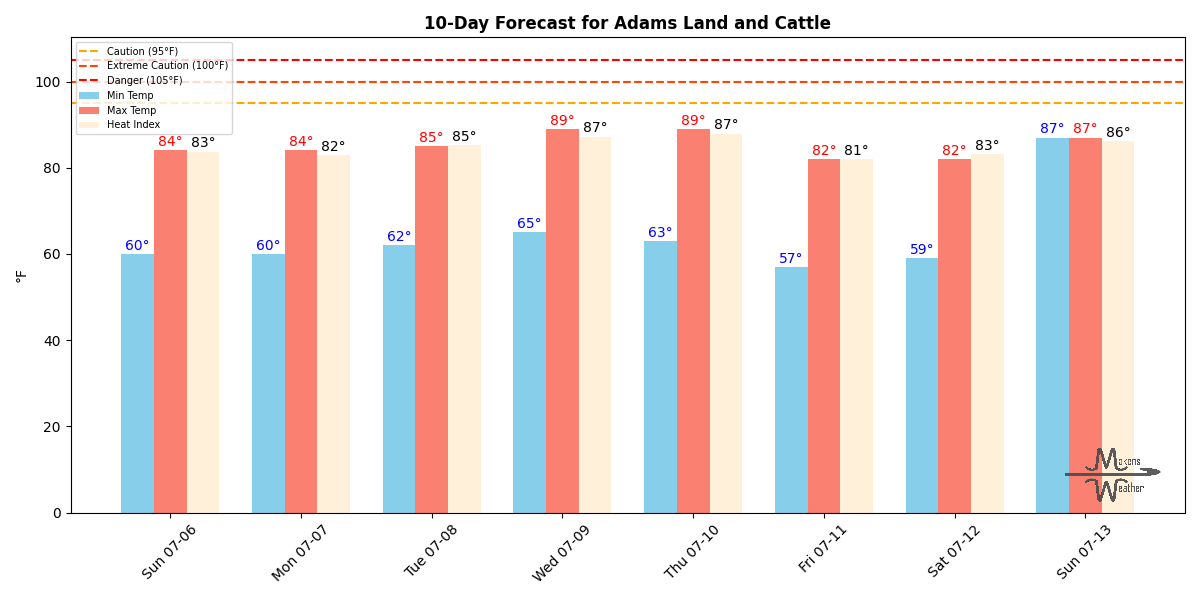 10-Day Forecast for Adams Land and Cattle
Caution (95°F)
Extreme Caution (100°F)
Danger (105°F)
Min Temp
Max Temp
Heat Index
°F
100
80
60
40
20
0
60° 84° 83°
60° 84° 82°
62° 85° 85°
65° 89° 87°
63° 89° 87°
57° 82° 81°
59° 82° 83°
87° 87° 86°
Sun 07-06
Mon 07-07
Tue 07-08
Wed 07-09
Thu 07-10
Fri 07-11
Sat 07-12
Sun 07-13